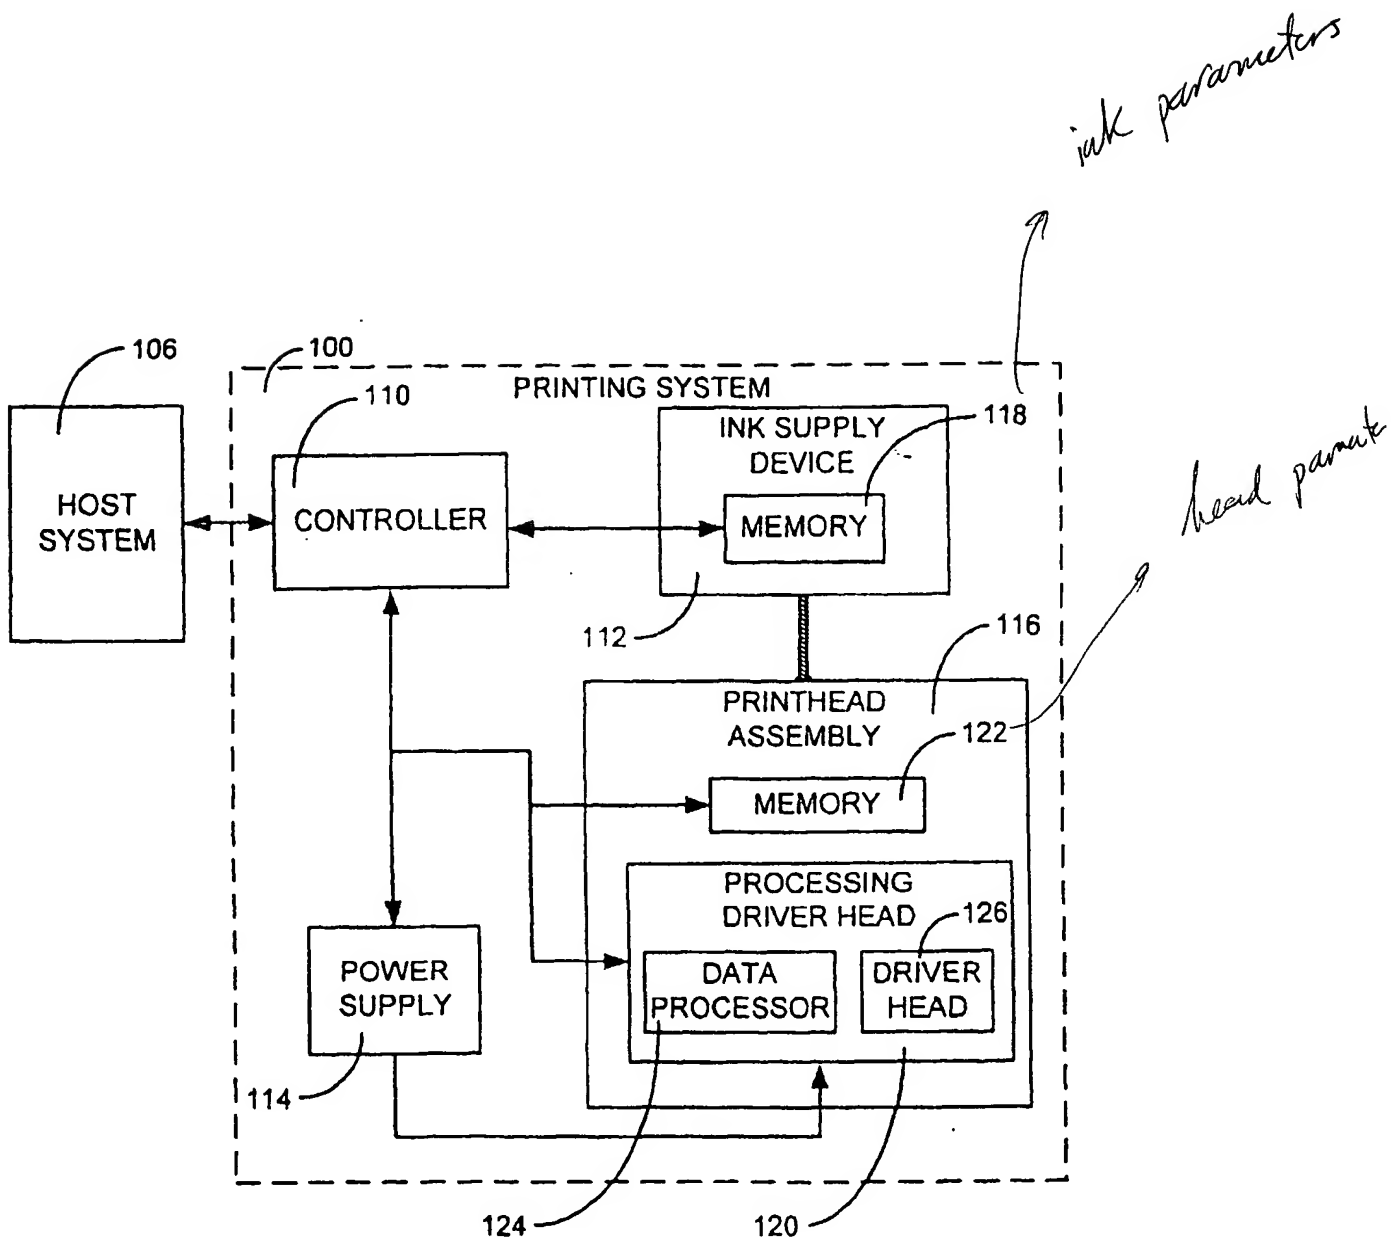 ink parameters
106
100
PRINTING SYSTEM
110
118
INK SUPPLY
DEVICE
HOST
SYSTEM
CONTROLLER
MEMORY
head
112
116
PRINTHEAD
ASSEMBLY
122
MEMORY
PROCESSING
DRIVER HEAD
126
POWER
SUPPLY
DATA
PROCESSOR
DRIVER
HEAD
114
124
120